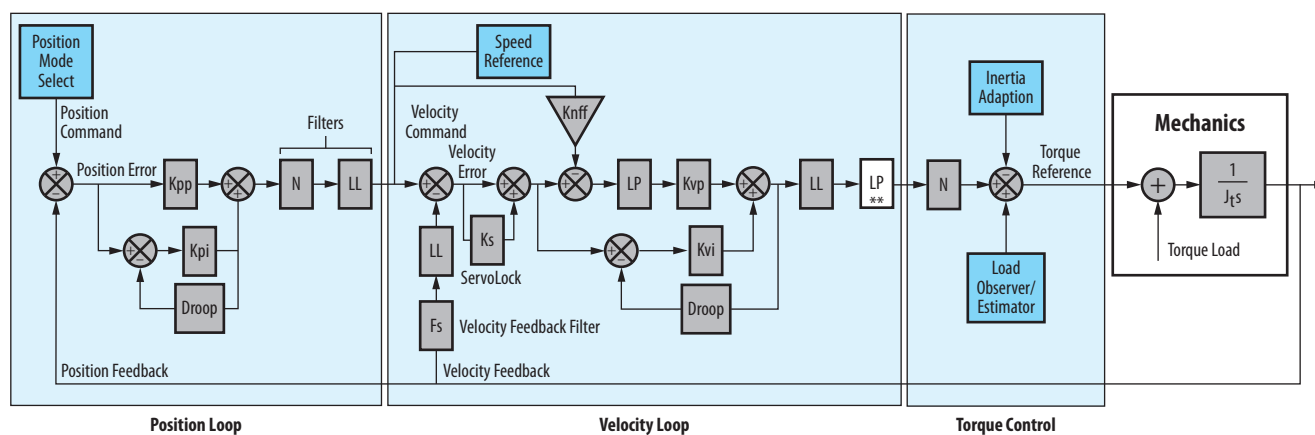 Position
Mode
Select
Position
Command
Position Error
Kpp
Filters
N
LL
Kpi
Droop
Position Feedback
Position Loop
Speed
Reference
Velocity
Command
Velocity
Error
Knff
LP
Kvp
LL
LP
**
Ks
ServoLock
LL
Kvi
Droop
Fs
Velocity Feedback Filter
Velocity Feedback
Velocity Loop
Inertia
Adaption
N
Torque
Reference
Load
Observer/
Estimator
Torque Control
Mechanics
+
1
Jts
Torque Load